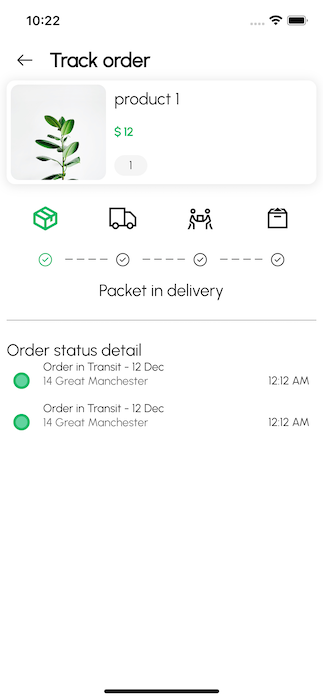 10:22
Track order
product 1
$ 12
1
Packet in delivery
Order status detail
Order in Transit - 12 Dec
14 Great Manchester
12:12 AM
Order in Transit - 12 Dec
14 Great Manchester
12:12 AM